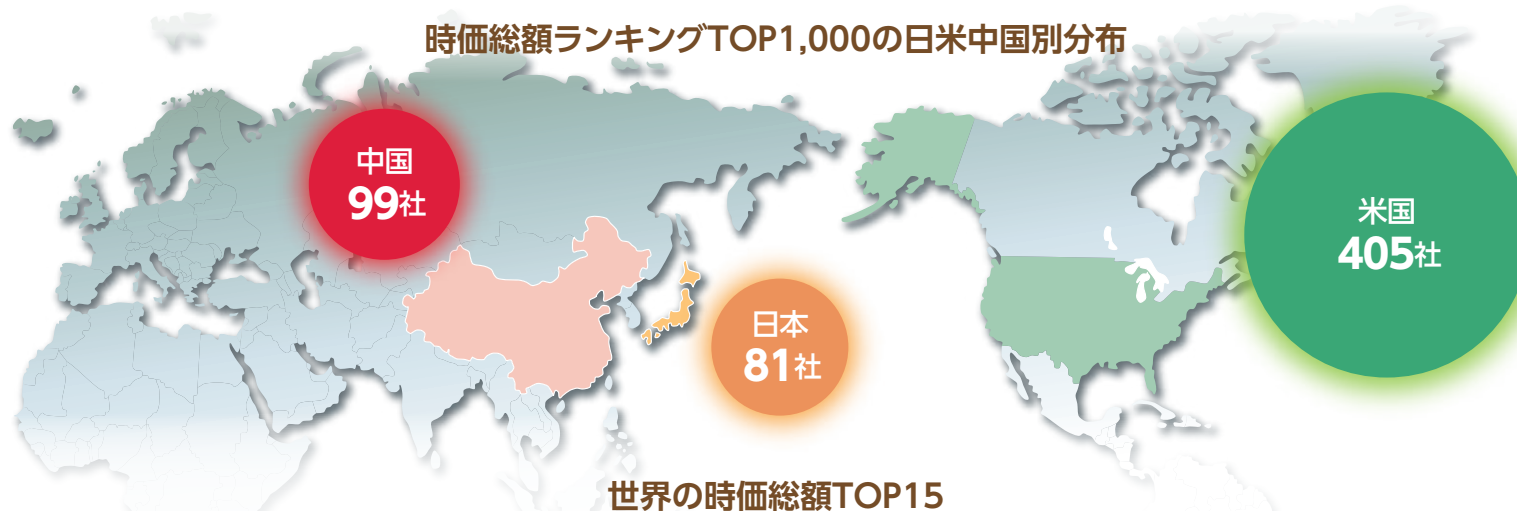 時価総額ランキングTOP1,000の日米中国別分布
中国
99社
米国
405社
日本
81社
世界の時価総額TOP15